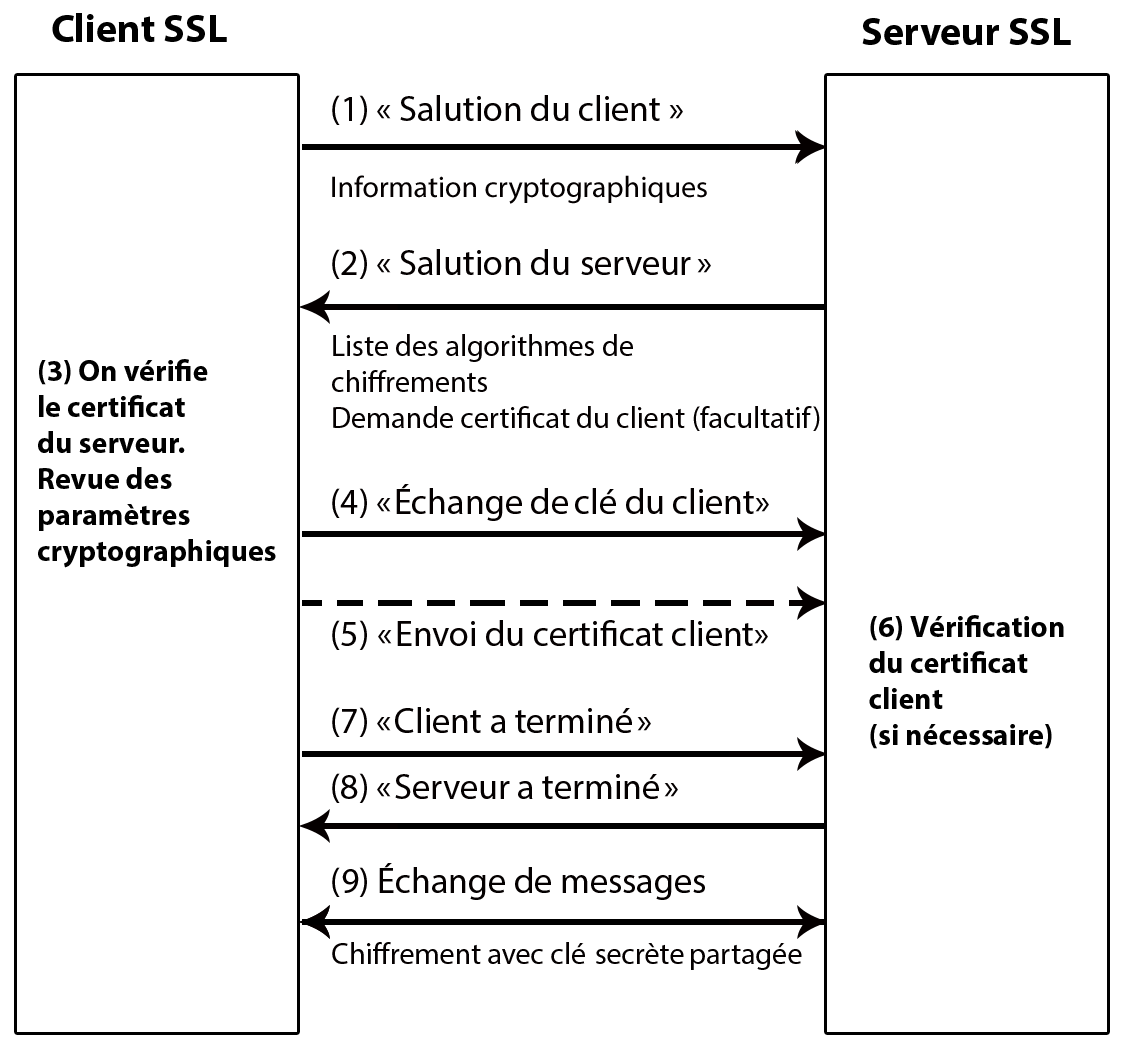 Client SSL
Serveur SSL
(1) « Salution du client »
Information cryptographiques
(2) « Salution du serveur »
Liste des algorithmes de
chiffrements
Demande certificat du client (facultatif)
(3) On vérifie
le certificat
du serveur.
Revue des
paramètres
cryptographiques
(4) «Échange de clé du client»
(5) «Envoi du certificat client»
(6) Vérification
du certificat
client
(si nécessaire)
(7) «Client a terminé»
(8) «Serveur a terminé»
(9) Échange de messages
Chiffrement avec clé secrète partagée